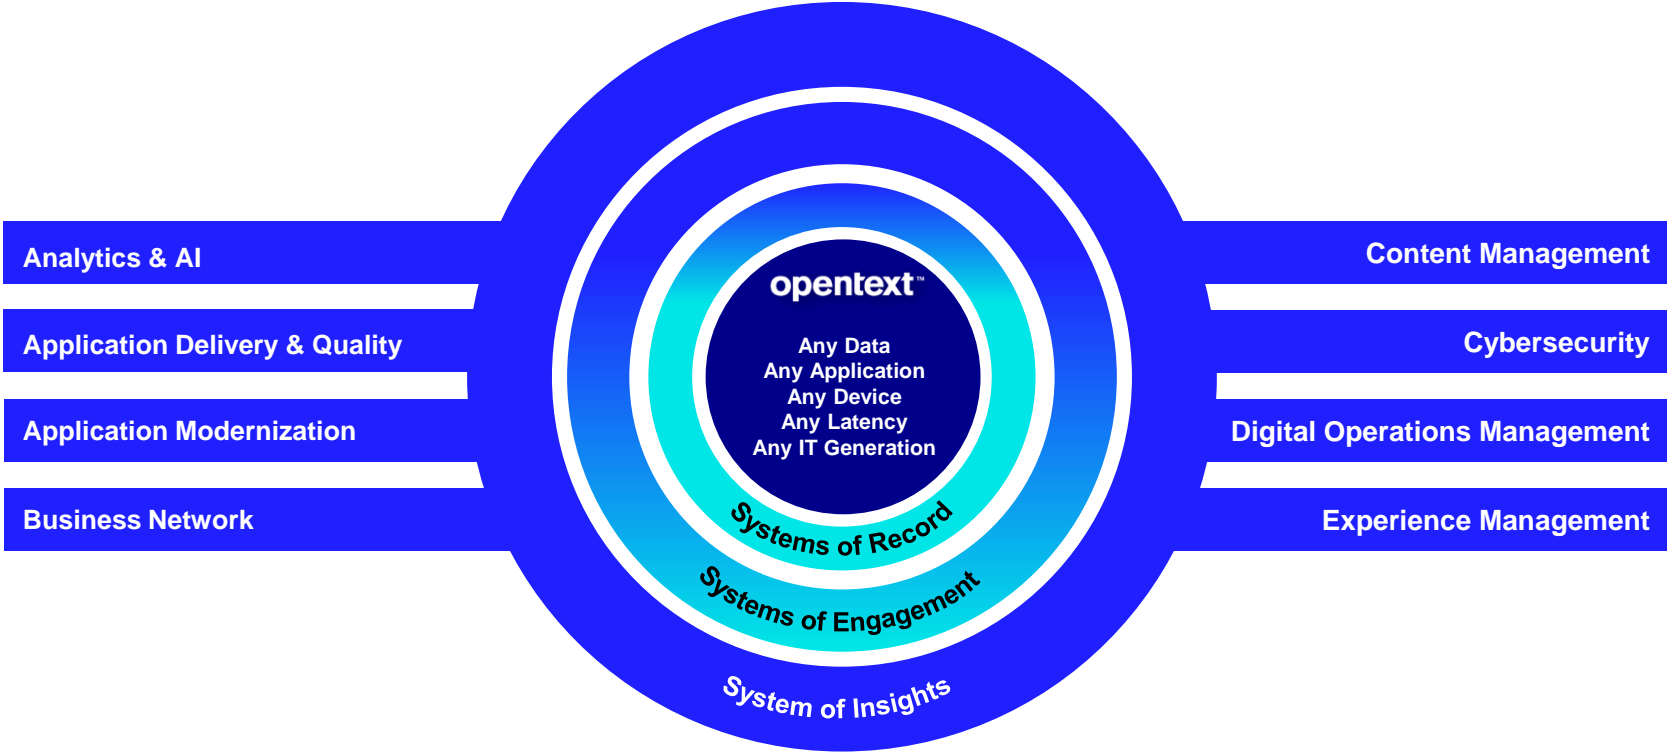 Analytics & AI
Application Delivery & Quality
Application Modernization
Business Network
opentext™
Any Data
Any Application
Any Device
Any Latency
Any IT Generation
Systems of Record
Systems of Engagement
System of Insights
Content Management
Cybersecurity
Digital Operations Management
Experience Management